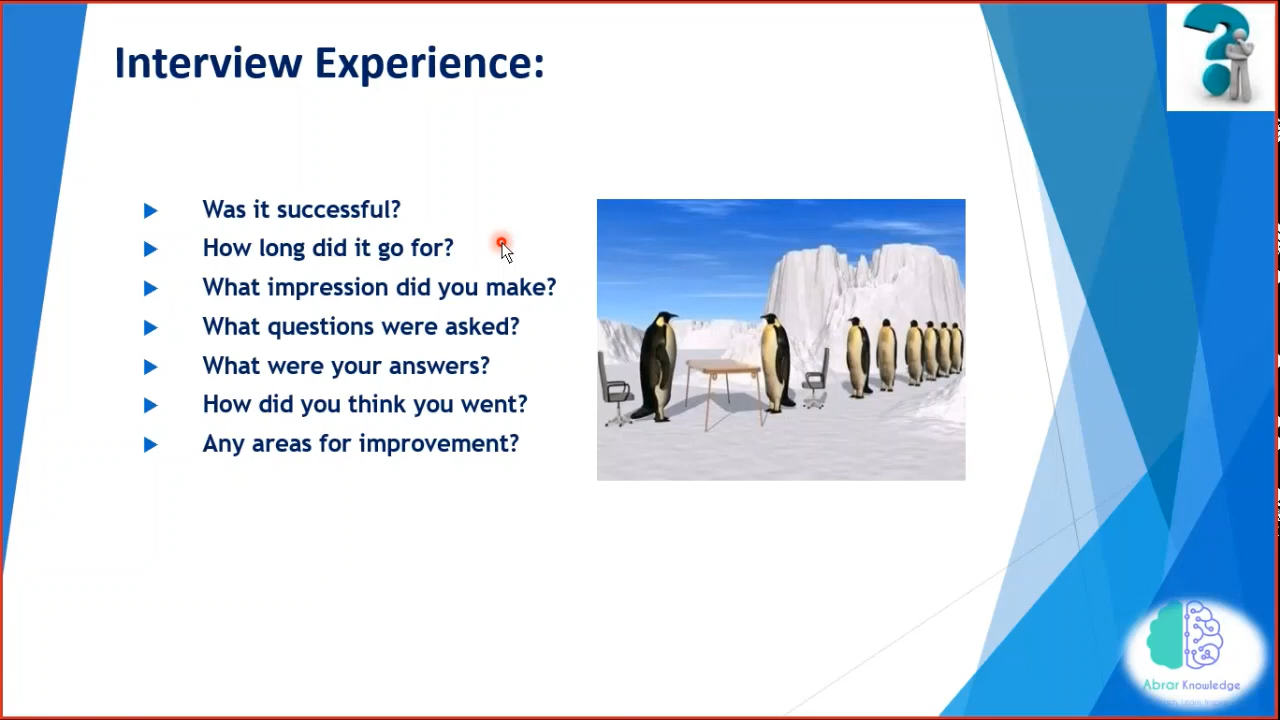 Interview Experience:
Was it successful?
How long did it go for?
What impression did you make?
What questions were asked?
What were your answers?
How did you think you went?
Any areas for improvement?
Abrar Knowledge